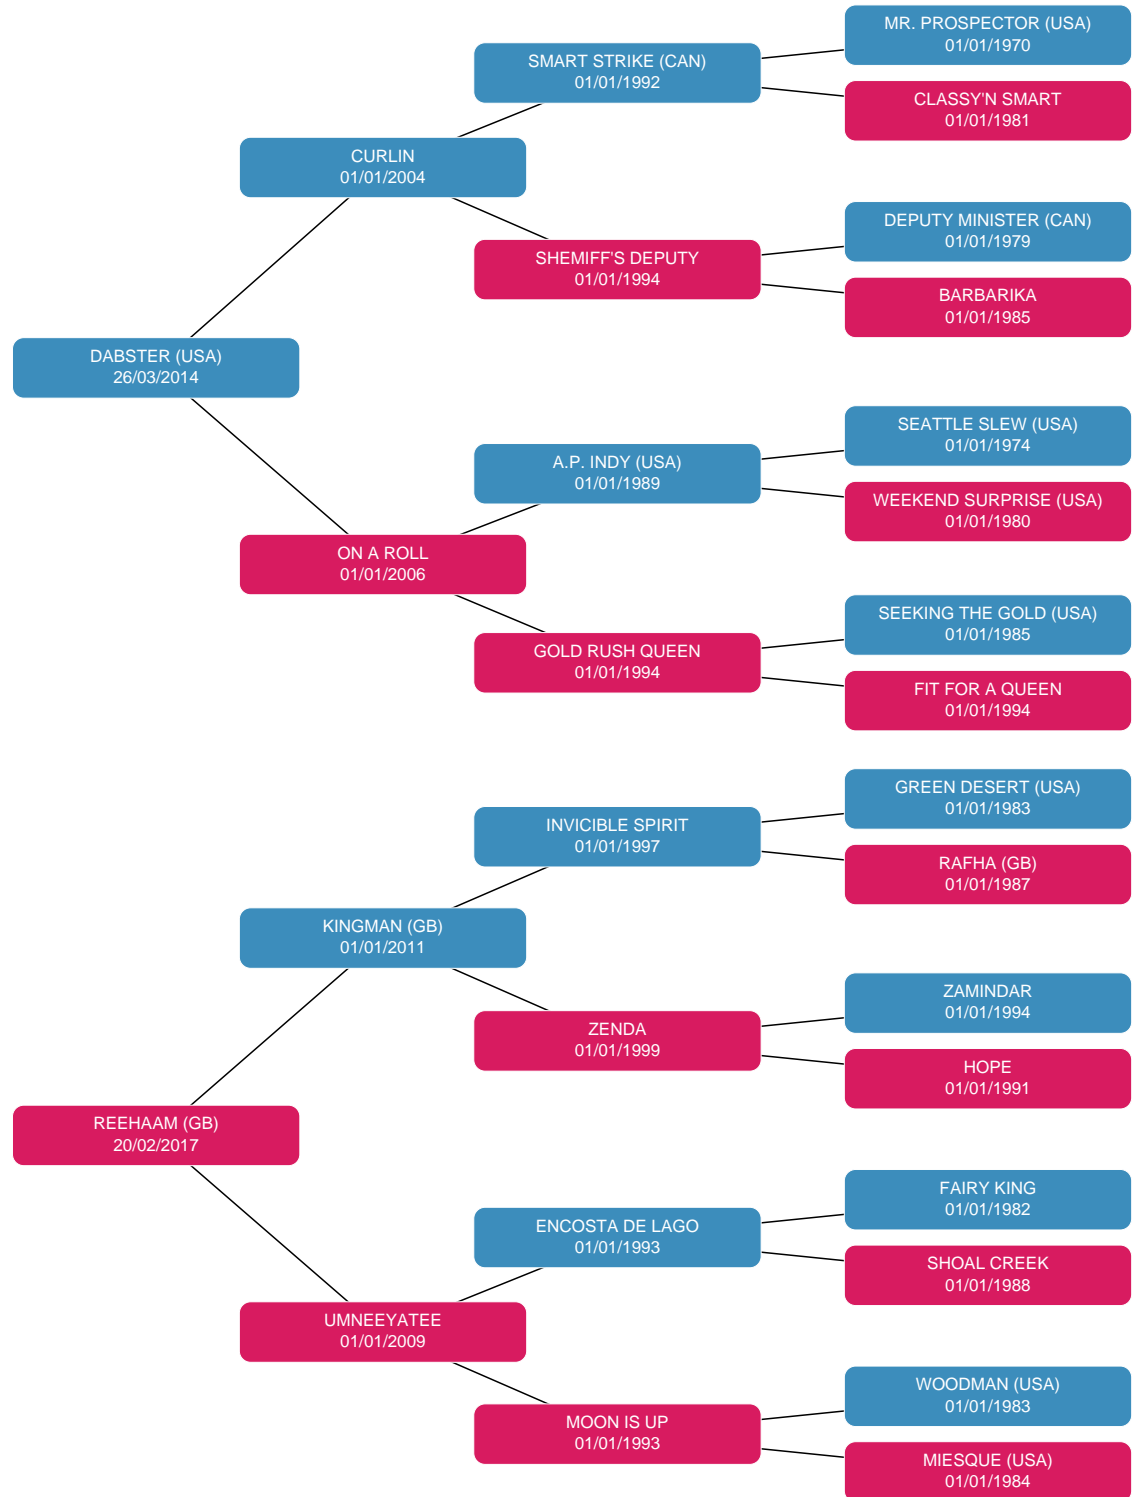 MR. PROSPECTOR (USA)
01/01/1970
SMART STRIKE (CAN)
01/01/1992
CLASSY'N SMART
01/01/1981
CURLIN
01/01/2004
DEPUTY MINISTER (CAN)
01/01/1979
SHEMIFF'S DEPUTY
01/01/1994
BARBARIKA
01/01/1985
DABSTER (USA)
26/03/2014
SEATTLE SLEW (USA)
01/01/1974
A.P. INDY (USA)
01/01/1989
WEEKEND SURPRISE (USA)
01/01/1980
ON A ROLL
01/01/2006
SEEKING THE GOLD (USA)
01/01/1985
GOLD RUSH QUEEN
01/01/1994
FIT FOR A QUEEN
01/01/1994
GREEN DESERT (USA)
01/01/1983
INVICIBLE SPIRIT
01/01/1997
RAFHA (GB)
01/01/1987
KINGMAN (GB)
01/01/2011
ZAMINDAR
01/01/1994
ZENDA
01/01/1999
HOPE
01/01/1991
REEHAAM (GB)
20/02/2017
FAIRY KING
01/01/1982
ENCOSTA DE LAGO
01/01/1993
SHOAL CREEK
01/01/1988
UMNEEYATEE
01/01/2009
WOODMAN (USA)
01/01/1983
MOON IS UP
01/01/1993
MIESQUE (USA)
01/01/1984